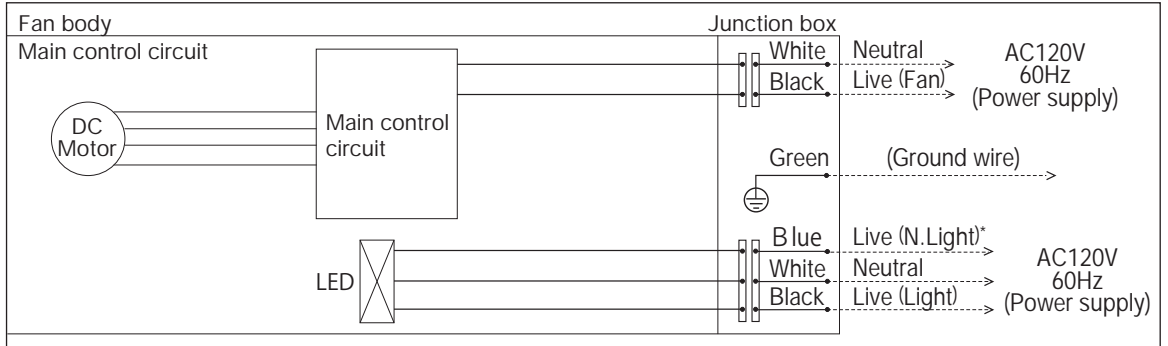 Fan body
Junction box
Main control circuit
White
Neutral
AC120V
60Hz
(Power supply)
Black
Live (Fan)
DC
Motor
Main control
circuit
Green
(Ground wire)
LED
Blue
Live (N.Light)*
White
Neutral
Black
Live (Light)
AC120V
60Hz
(Power supply)